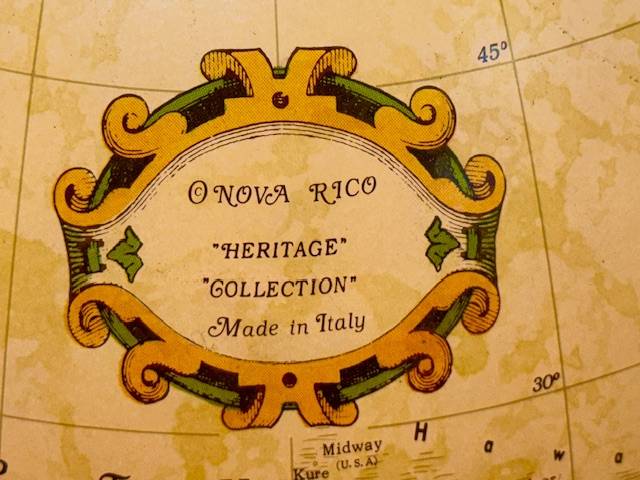 45°
© NOVA RICO
"HERITAGE"
"COLLECTION"
Made in Italy
30°
H a w a
Midway
(U.S.A)
Kure